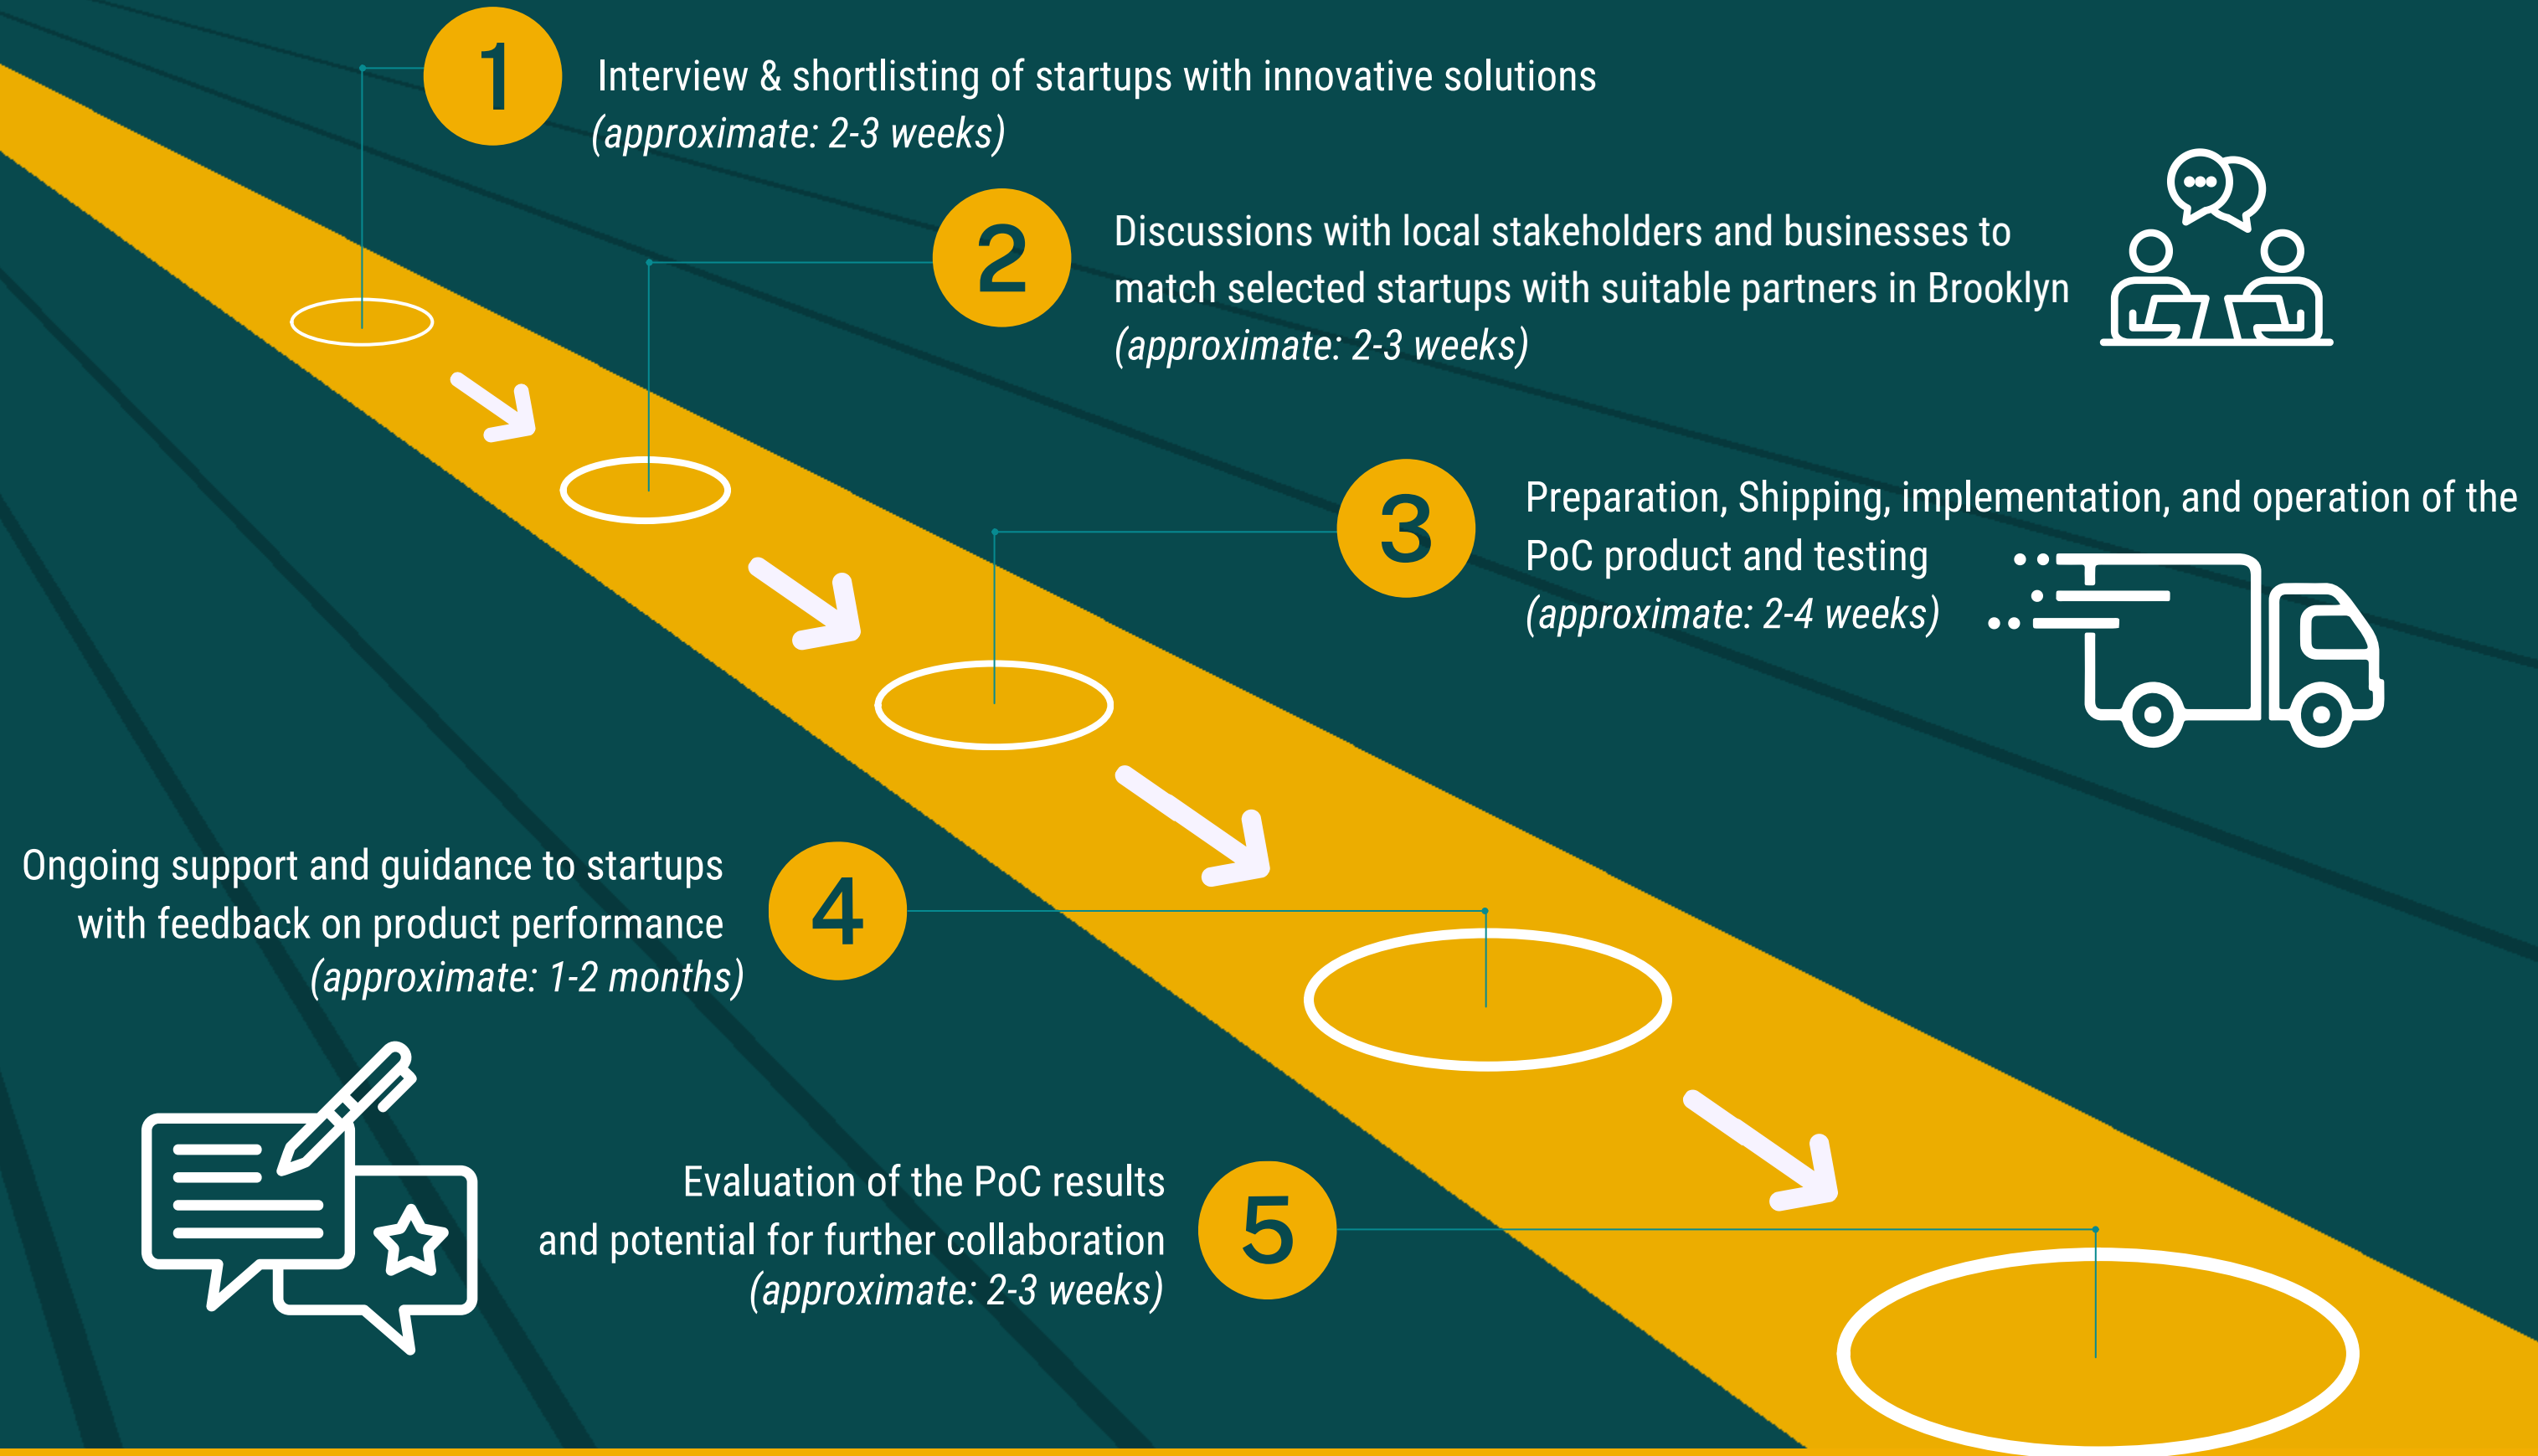 1
Interview & shortlisting of startups with innovative solutions
(approximate: 2-3 weeks)
2
Discussions with local stakeholders and businesses to
match selected startups with suitable partners in Brooklyn
(approximate: 2-3 weeks)
3
Preparation, Shipping, implementation, and operation of the
PoC product and testing
(approximate: 2-4 weeks)
4
Ongoing support and guidance to startups
with feedback on product performance
(approximate: 1-2 months)
5
Evaluation of the PoC results
and potential for further collaboration
(approximate: 2-3 weeks)